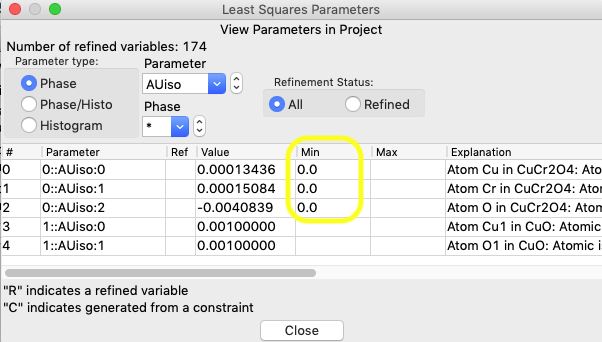 Least Squares Parameters
View Parameters in Project
Number of refined variables: 174
Parameter type:
Phase
Phase/Histo
Histogram
Parameter
AUiso
Phase
*
Refinement Status:
All
Refined
# Parameter Ref Value Min Max Explanation
0 0::AUiso:0 0.00013436 0.0 Atom Cu in CuCr2O4: Ato
1 0::AUiso:1 0.00015084 0.0 Atom Cr in CuCr2O4: Ato
2 0::AUiso:2 -0.0040839 0.0 Atom O in CuCr2O4: Atom
3 1::AUiso:0 0.00100000 Atom Cu1 in CuO: Atomic
4 1::AUiso:1 0.00100000 Atom O1 in CuO: Atomic is
"R" indicates a refined variable
"C" indicates generated from a constraint
Close